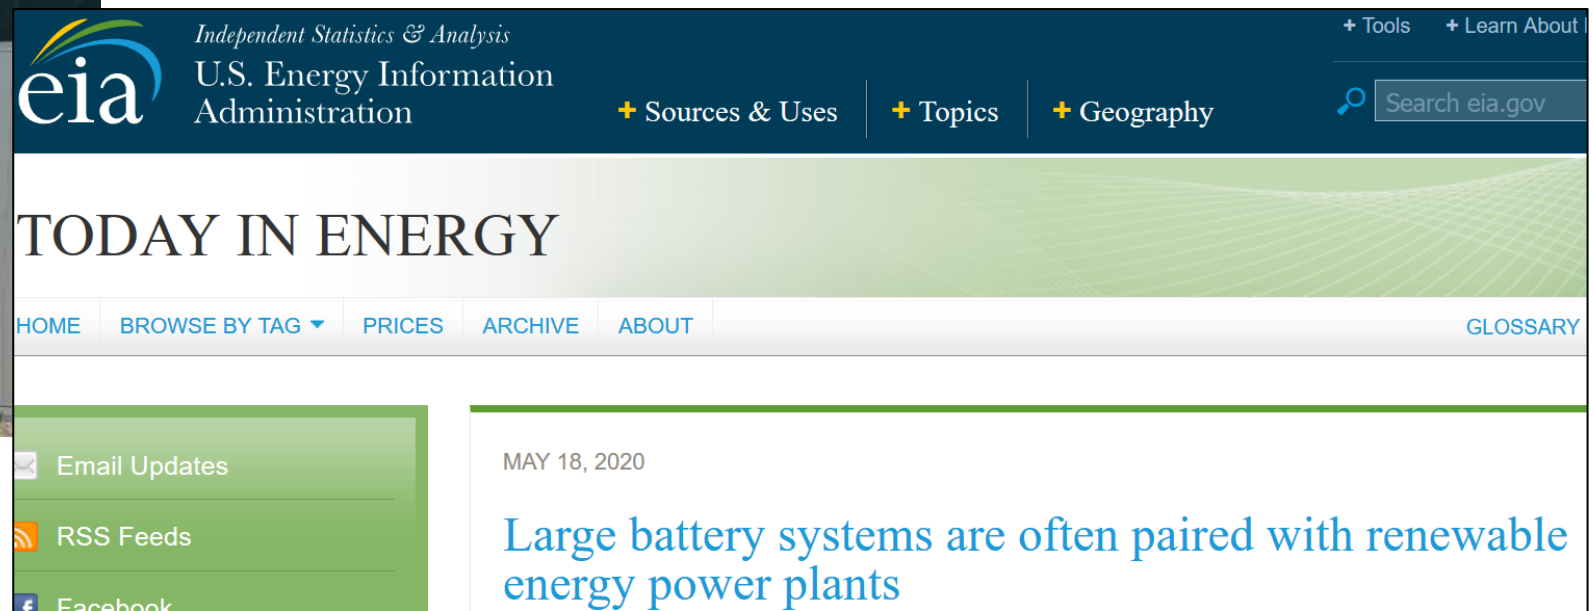 eia
Independent Statistics & Analysis
U.S. Energy Information
Administration
+ Sources & Uses
+ Topics
+ Geography
+ Tools
+ Learn About
Search eia.gov
TODAY IN ENERGY
HOME
BROWSE BY TAG
PRICES
ARCHIVE
ABOUT
GLOSSARY
Email Updates
RSS Feeds
Facebook
MAY 18, 2020
Large battery systems are often paired with renewable
energy power plants